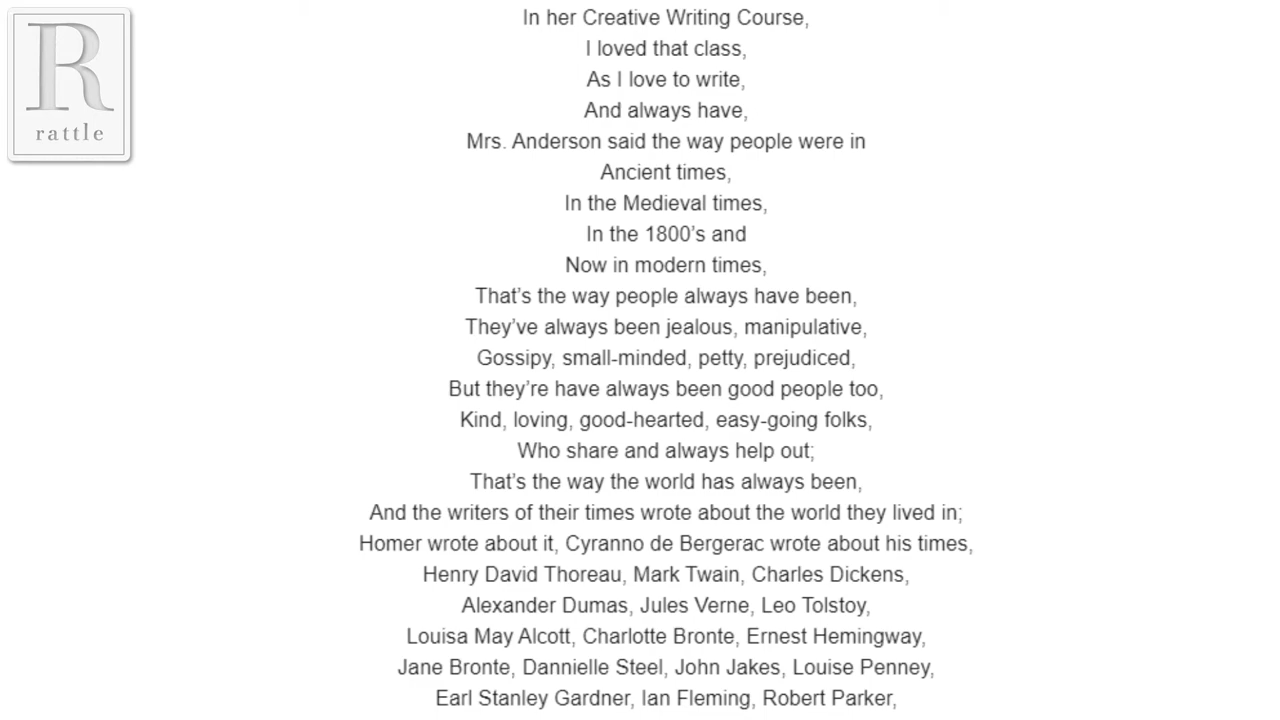 R
rattle
In her Creative Writing Course,
I loved that class,
As I love to write,
And always have,
Mrs. Anderson said the way people were in
Ancient times,
In the Medieval times,
In the 1800's and
Now in modern times,
That's the way people always have been,
They've always been jealous, manipulative,
Gossipy, small-minded, petty, prejudiced,
But they're have always been good people too,
Kind, loving, good-hearted, easy-going folks,
Who share and always help out;
That's the way the world has always been,
And the writers of their times wrote about the world they lived in;
Homer wrote about it, Cyranno de Bergerac wrote about his times,
Henry David Thoreau, Mark Twain, Charles Dickens,
Alexander Dumas, Jules Verne, Leo Tolstoy,
Louisa May Alcott, Charlotte Bronte, Ernest Hemingway,
Jane Bronte, Dannielle Steel, John Jakes, Louise Penney,
Earl Stanley Gardner, Ian Fleming, Robert Parker,